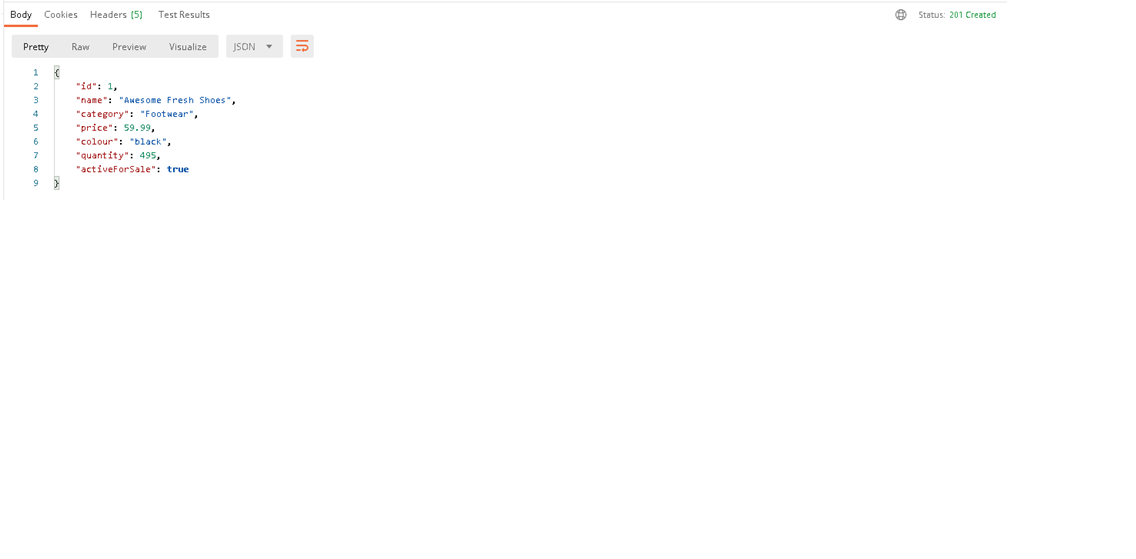 Body Cookies Headers (5) Test Results Status: 201 Created
Pretty Raw Preview Visualize JSON
1 {
2 "id": 1,
3 "name": "Awesome Fresh Shoes",
4 "category": "Footwear",
5 "price": 59.99,
6 "colour": "black",
7 "quantity": 495,
8 "activeForSale": true
9 }